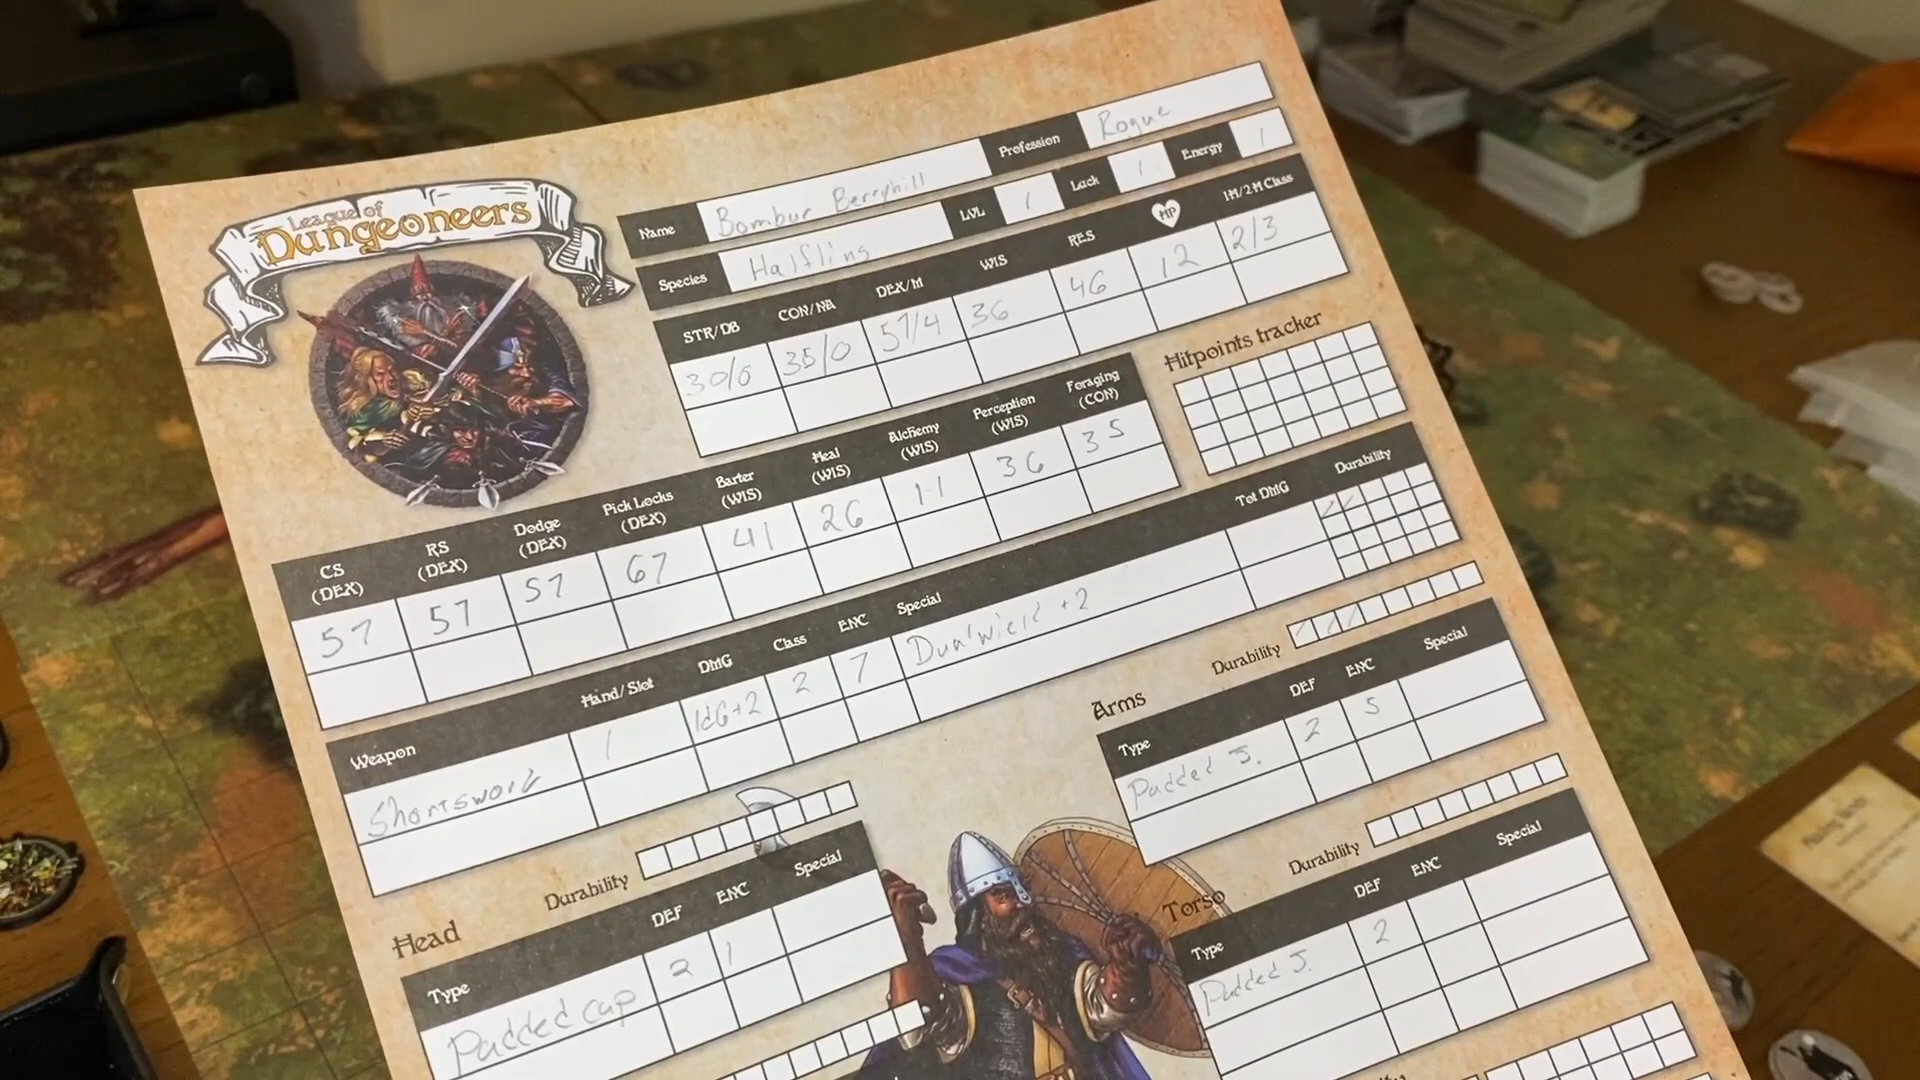 League of
Dungeoneers
Name Bombur Berryhill Profession Rogue
Species Halfling LVL 1 Luck 1 Energy 1
STR/DB CON/NA DEX/M WIS RES HP 1H/2H Class
30/0 35/0 57/4 36 46 12 2/3
Hitpoints tracker
CS (DEX) RS (DEX) Dodge (DEX) Pick Locks (DEX) Barter (WIS) Heal (WIS) Alchemy (WIS) Perception (WIS) Foraging (CON)
57 57 57 67 41 26 11 36 35
Weapon Hand/Slot DMG Class ENC Special Tot DMG Durability
Shortsword 1 1d6+2 2 7 Dualwield +2
Durability
Arms
Type DEF ENC Special
Padded J. 2 5
Durability
Head
Type DEF ENC Special
Padded cap 2 1
Durability
Torso
Type DEF ENC Special
Padded J. 2